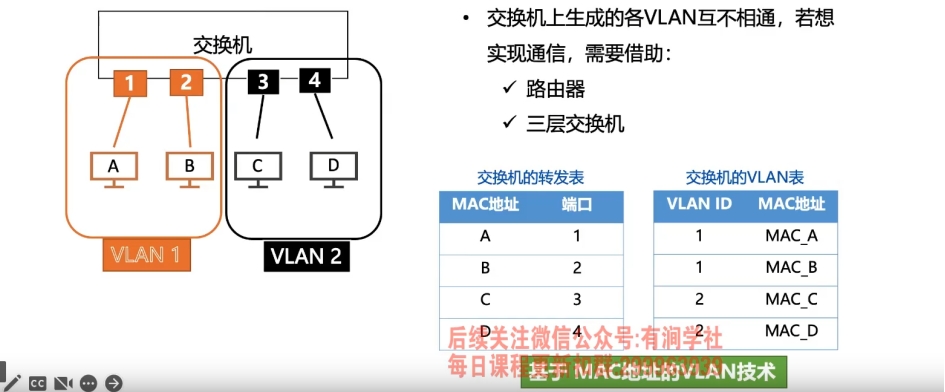 交换机
1
2
3
4
A
B
C
D
VLAN 1
VLAN 2
• 交换机上生成的各VLAN互不相通，若想
实现通信，需要借助：
✓ 路由器
✓ 三层交换机
交换机的转发表
MAC地址 端口
A 1
B 2
C 3
D 4
交换机的VLAN表
VLAN ID MAC地址
1 MAC_A
1 MAC_B
2 MAC_C
2 MAC_D
后续关注微信公众号:有涧学社
每日课程更新加群
基于 MAC地址的VLAN技术
CC